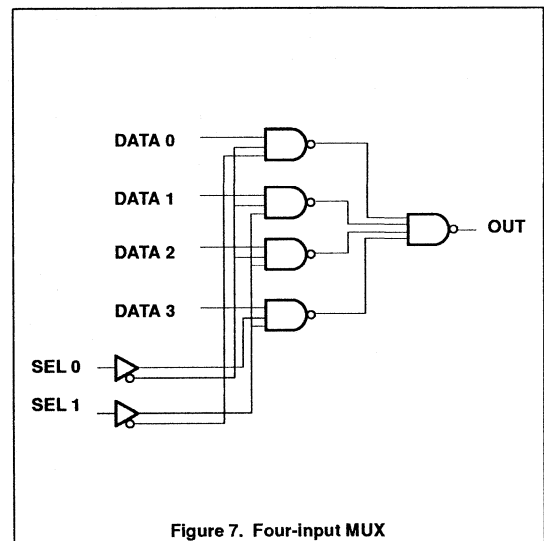 DATA 0
DATA 1
DATA 2
OUT
DATA 3
SEL 0
SEL 1
Figure 7. Four-input MUX